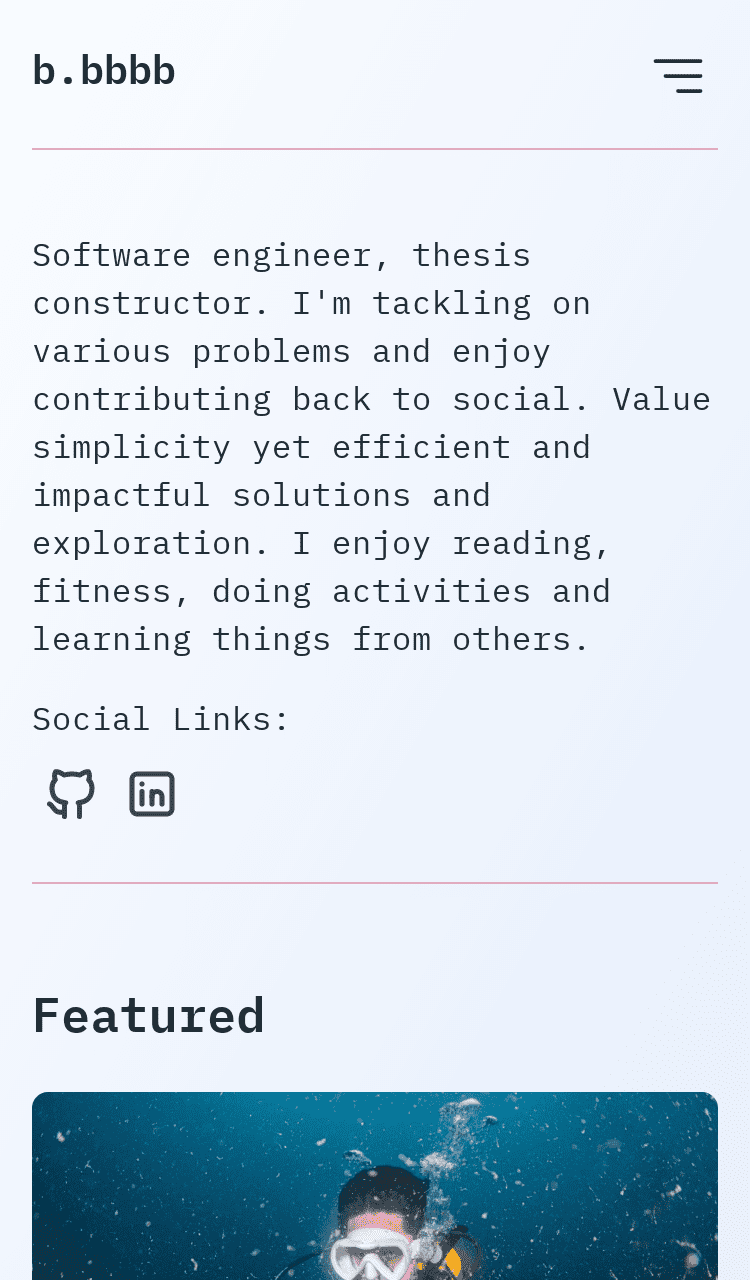 b.bbbb
Software engineer, thesis
constructor. I'm tackling on
various problems and enjoy
contributing back to social. Value
simplicity yet efficient and
impactful solutions and
exploration. I enjoy reading,
fitness, doing activities and
learning things from others.
Social Links:
in
Featured